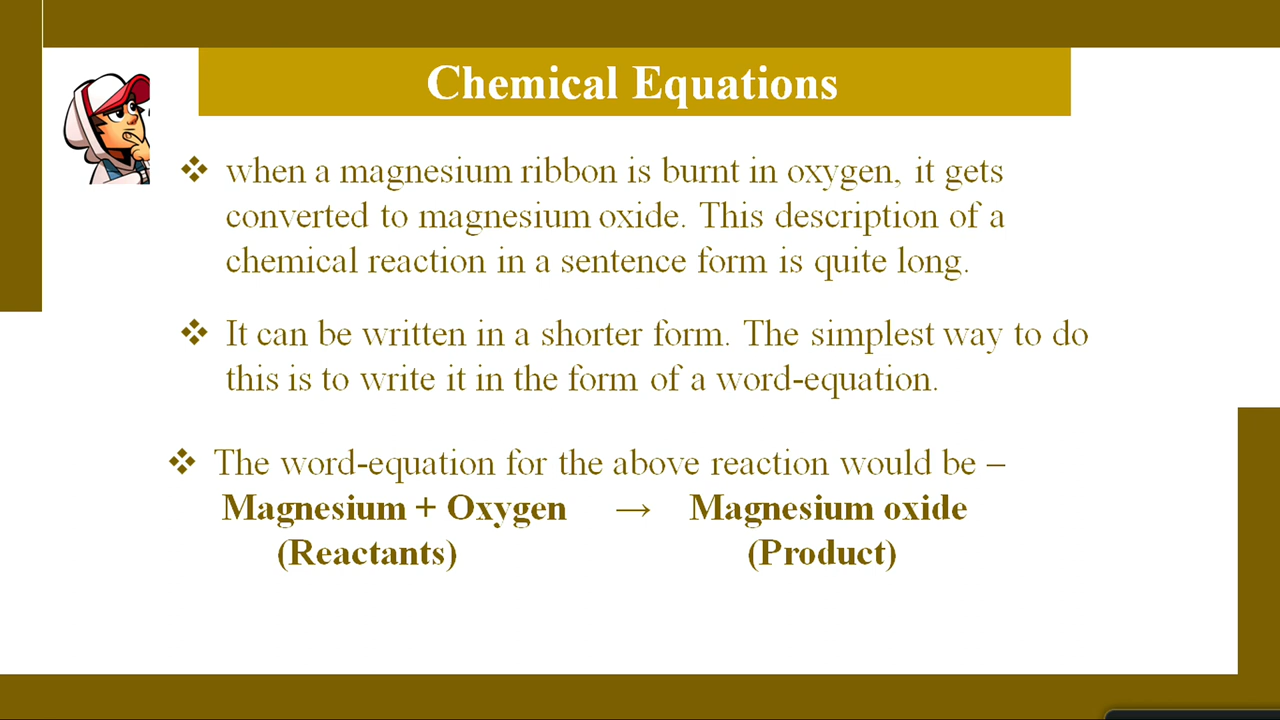 Chemical Equations
❖ when a magnesium ribbon is burnt in oxygen, it gets
converted to magnesium oxide. This description of a
chemical reaction in a sentence form is quite long.
❖ It can be written in a shorter form. The simplest way to do
this is to write it in the form of a word-equation.
❖ The word-equation for the above reaction would be –
Magnesium + Oxygen → Magnesium oxide
(Reactants) (Product)